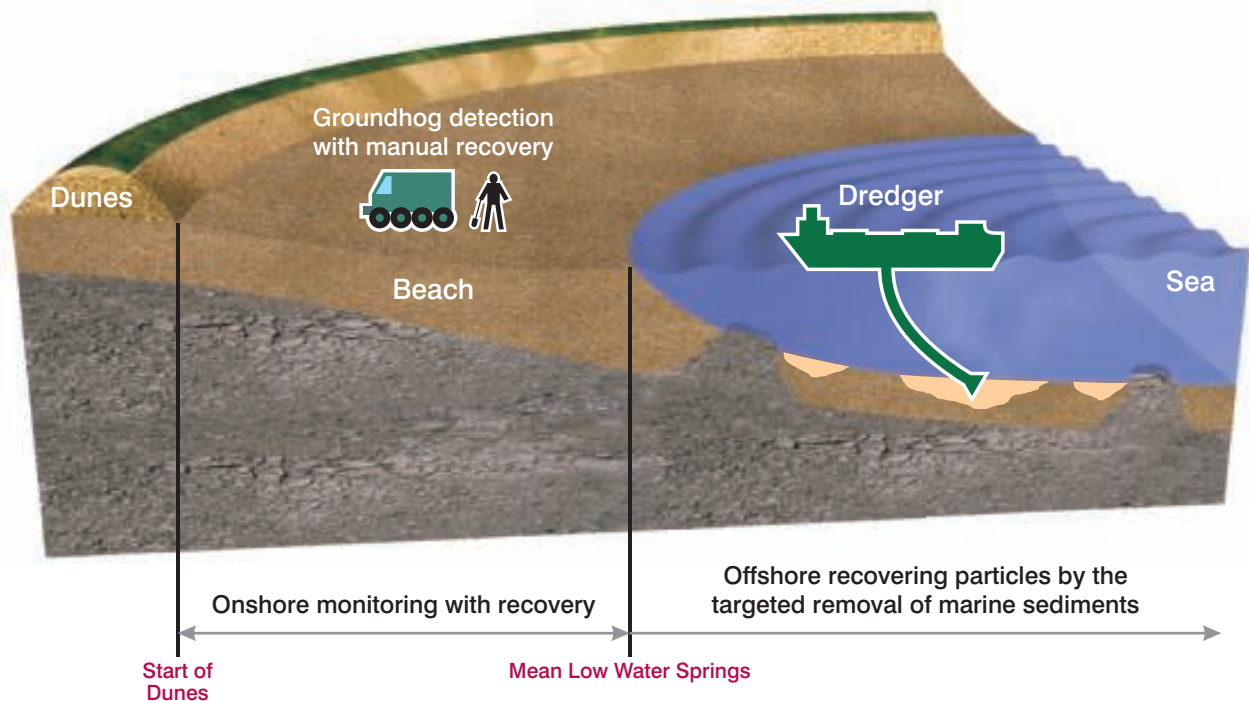 Groundhog detection
with manual recovery
Dunes
Dredger
Beach
Sea
Onshore monitoring with recovery
Offshore recovering particles by the
targeted removal of marine sediments
Start of
Dunes
Mean Low Water Springs